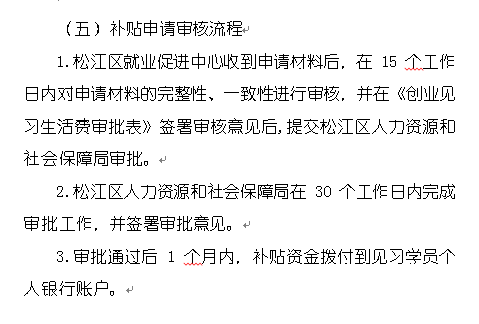 （五）补贴申请审核流程
1.松江区就业促进中心收到申请材料后，在 15 个工作
日内对申请材料的完整性、一致性进行审核，并在《创业见
习生活费审批表》签署审核意见后,提交松江区人力资源和
社会保障局审批。
2.松江区人力资源和社会保障局在 30 个工作日内完成
审批工作，并签署审批意见。
3.审批通过后 1 个月内，补贴资金拨付到见习学员个
人银行账户。